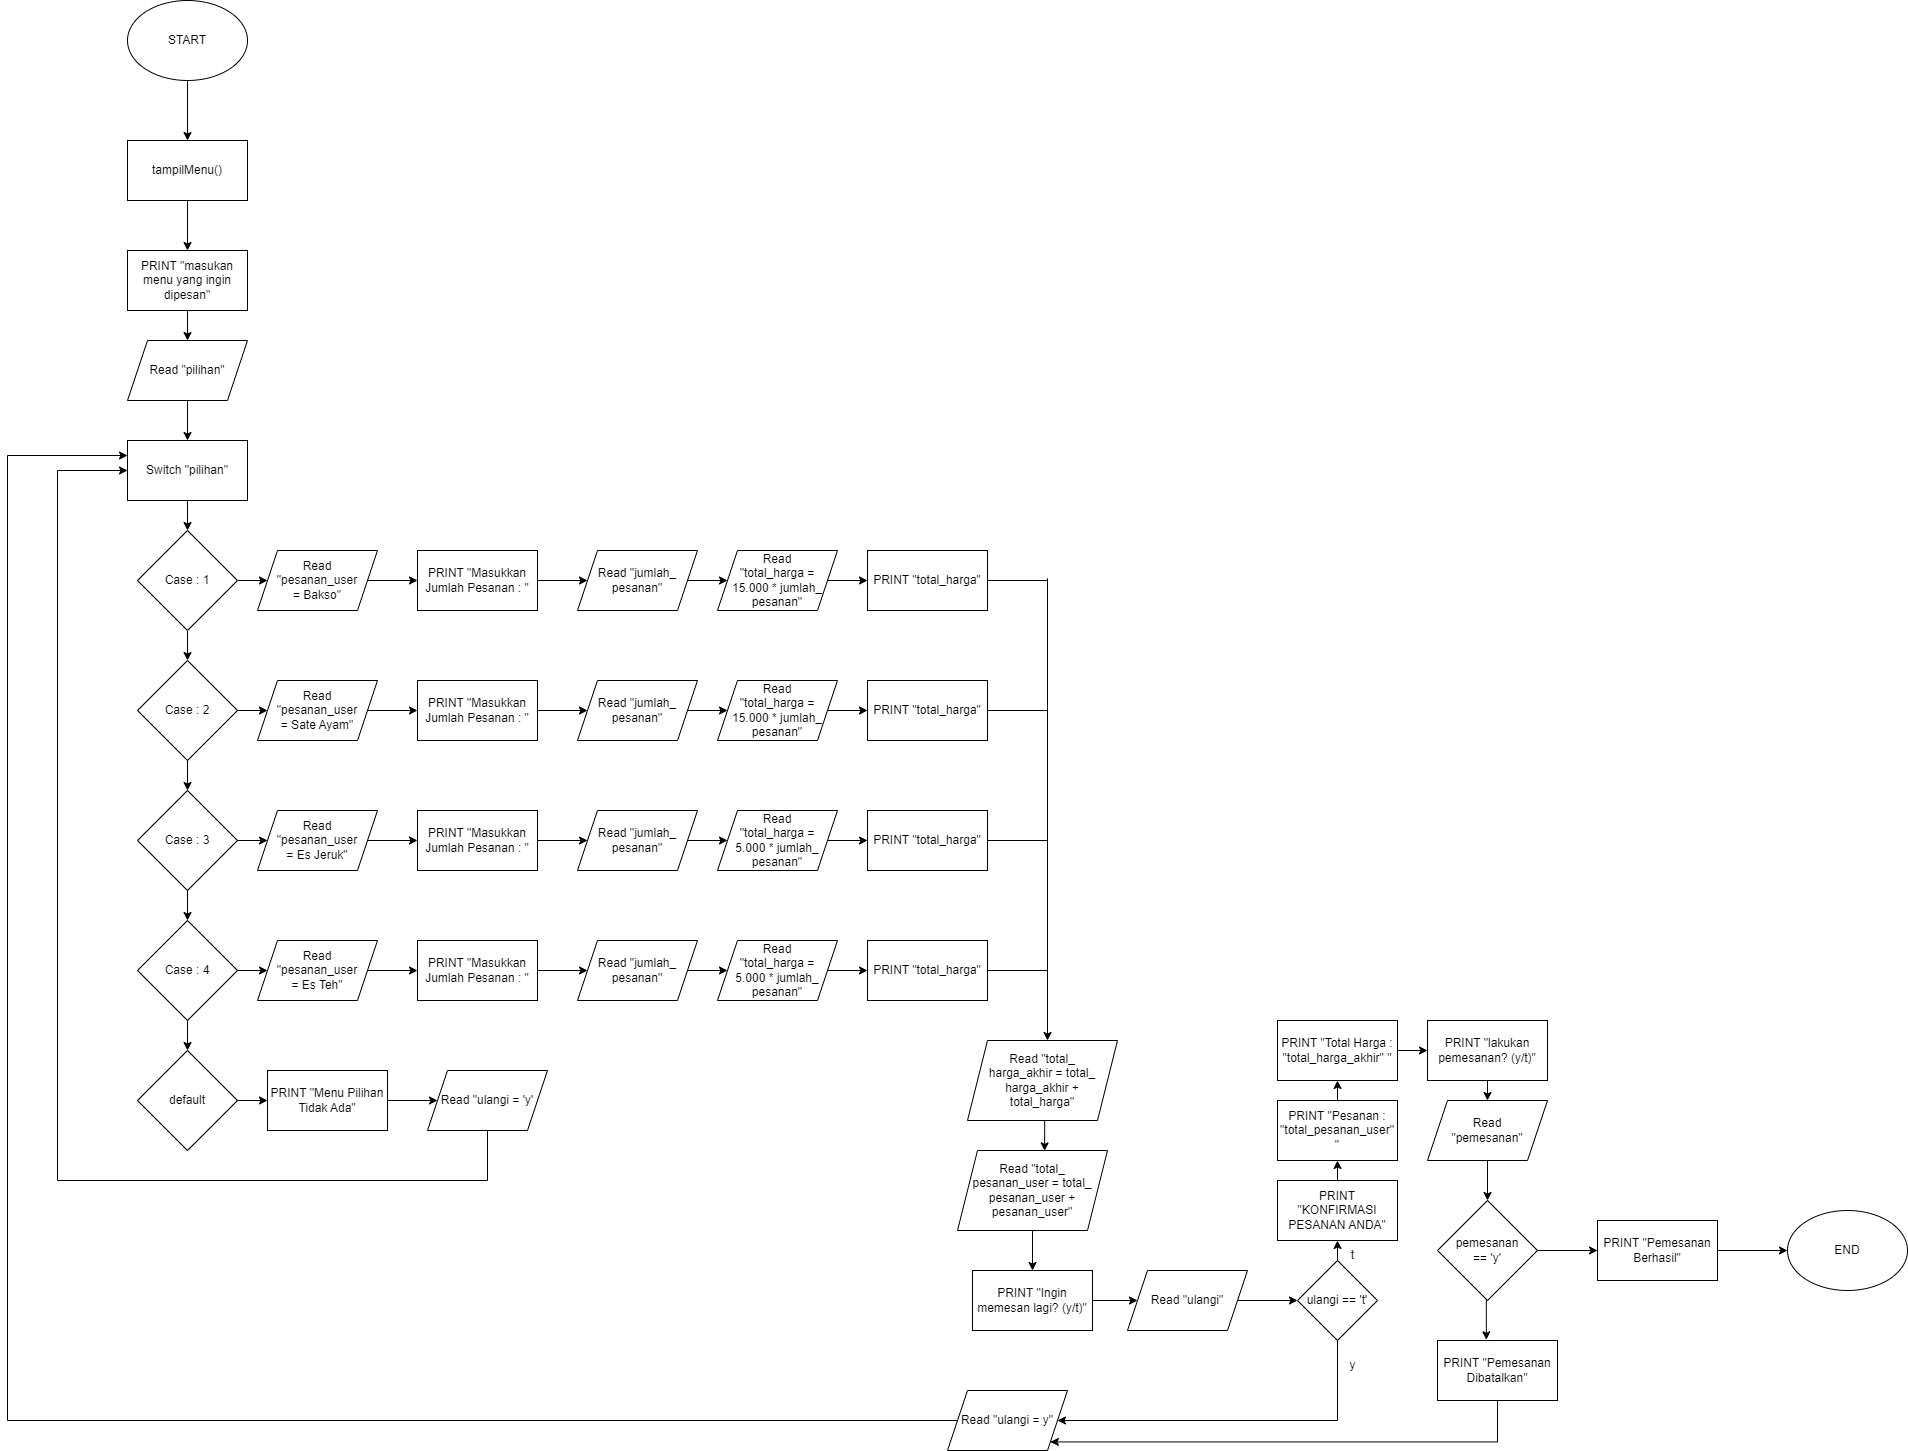 START
tampilMenu()
PRINT "masukan
menu yang ingin
dipesan"
Read "pilihan"
Switch "pilihan"
Case : 1
Read
"pesanan_user
= Bakso"
PRINT "Masukkan
Jumlah Pesanan : "
Read "jumlah_
pesanan"
Read
"total_harga =
15.000 * jumlah_
pesanan"
PRINT "total_harga"
Case : 2
Read
"pesanan_user
= Sate Ayam"
PRINT "Masukkan
Jumlah Pesanan : "
Read "jumlah_
pesanan"
Read
"total_harga =
15.000 * jumlah_
pesanan"
PRINT "total_harga"
Case : 3
Read
"pesanan_user
= Es Jeruk"
PRINT "Masukkan
Jumlah Pesanan : "
Read "jumlah_
pesanan"
Read
"total_harga =
5.000 * jumlah_
pesanan"
PRINT "total_harga"
Case : 4
Read
"pesanan_user
= Es Teh"
PRINT "Masukkan
Jumlah Pesanan : "
Read "jumlah_
pesanan"
Read
"total_harga =
5.000 * jumlah_
pesanan"
PRINT "total_harga"
default
PRINT "Menu Pilihan
Tidak Ada"
Read "ulangi = 'y'
Read "total_
harga_akhir = total_
harga_akhir +
total_harga"
Read "total_
pesanan_user = total_
pesanan_user +
pesanan_user"
PRINT "Ingin
memesan lagi? (y/t)"
Read "ulangi"
ulangi == 't'
t
y
PRINT
"KONFIRMASI
PESANAN ANDA"
PRINT "Pesanan :
"total_pesanan_user"
"
PRINT "Total Harga :
"total_harga_akhir" "
PRINT "lakukan
pemesanan? (y/t)"
Read
"pemesanan"
pemesanan
== 'y'
PRINT "Pemesanan
Berhasil"
END
PRINT "Pemesanan
Dibatalkan"
Read "ulangi = y"